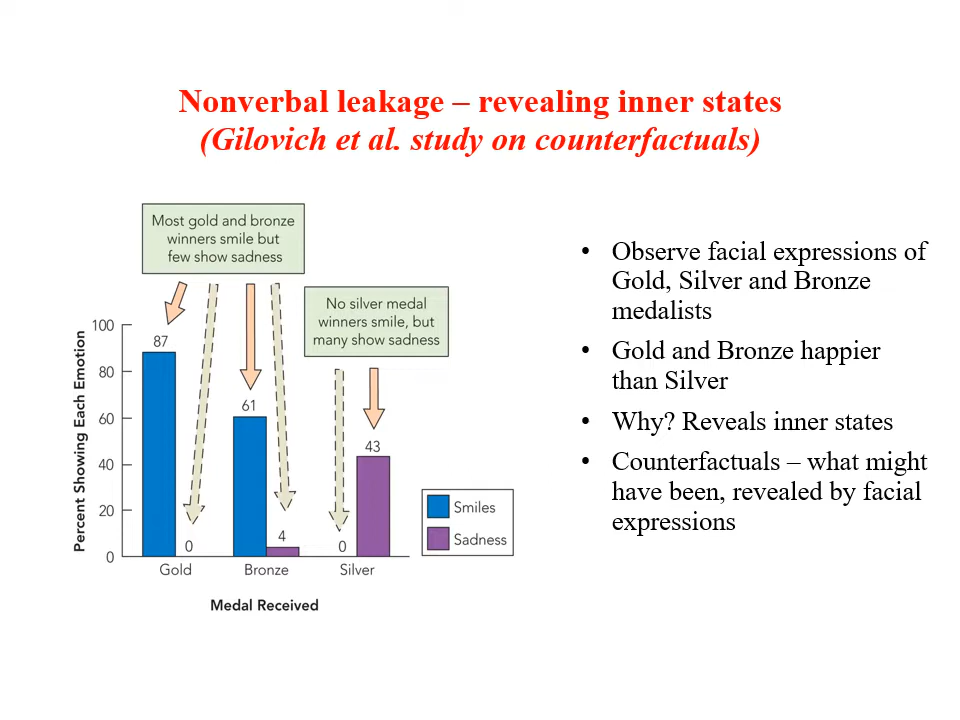 Nonverbal leakage – revealing inner states
(Gilovich et al. study on counterfactuals)
Most gold and bronze
winners smile but
few show sadness
No silver medal
winners smile, but
many show sadness
Percent Showing Each Emotion
100
80
60
40
20
0
87
0
61
4
0
43
Gold
Bronze
Silver
Medal Received
Smiles
Sadness
• Observe facial expressions of
Gold, Silver and Bronze
medalists
• Gold and Bronze happier
than Silver
• Why? Reveals inner states
• Counterfactuals – what might
have been, revealed by facial
expressions